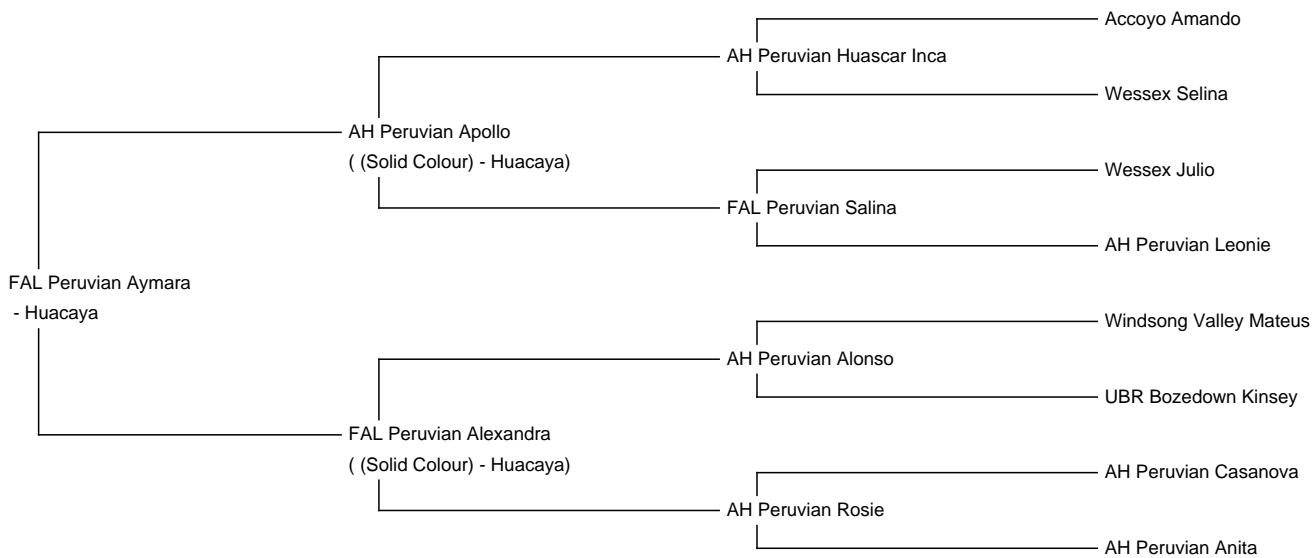 Accoyo Amando
AH Peruvian Huascar Inca
Wessex Selina
AH Peruvian Apollo
( (Solid Colour) - Huacaya)
Wessex Julio
FAL Peruvian Salina
AH Peruvian Leonie
FAL Peruvian Aymara
- Huacaya
Windsong Valley Mateus
AH Peruvian Alonso
UBR Bozedown Kinsey
FAL Peruvian Alexandra
( (Solid Colour) - Huacaya)
AH Peruvian Casanova
AH Peruvian Rosie
AH Peruvian Anita